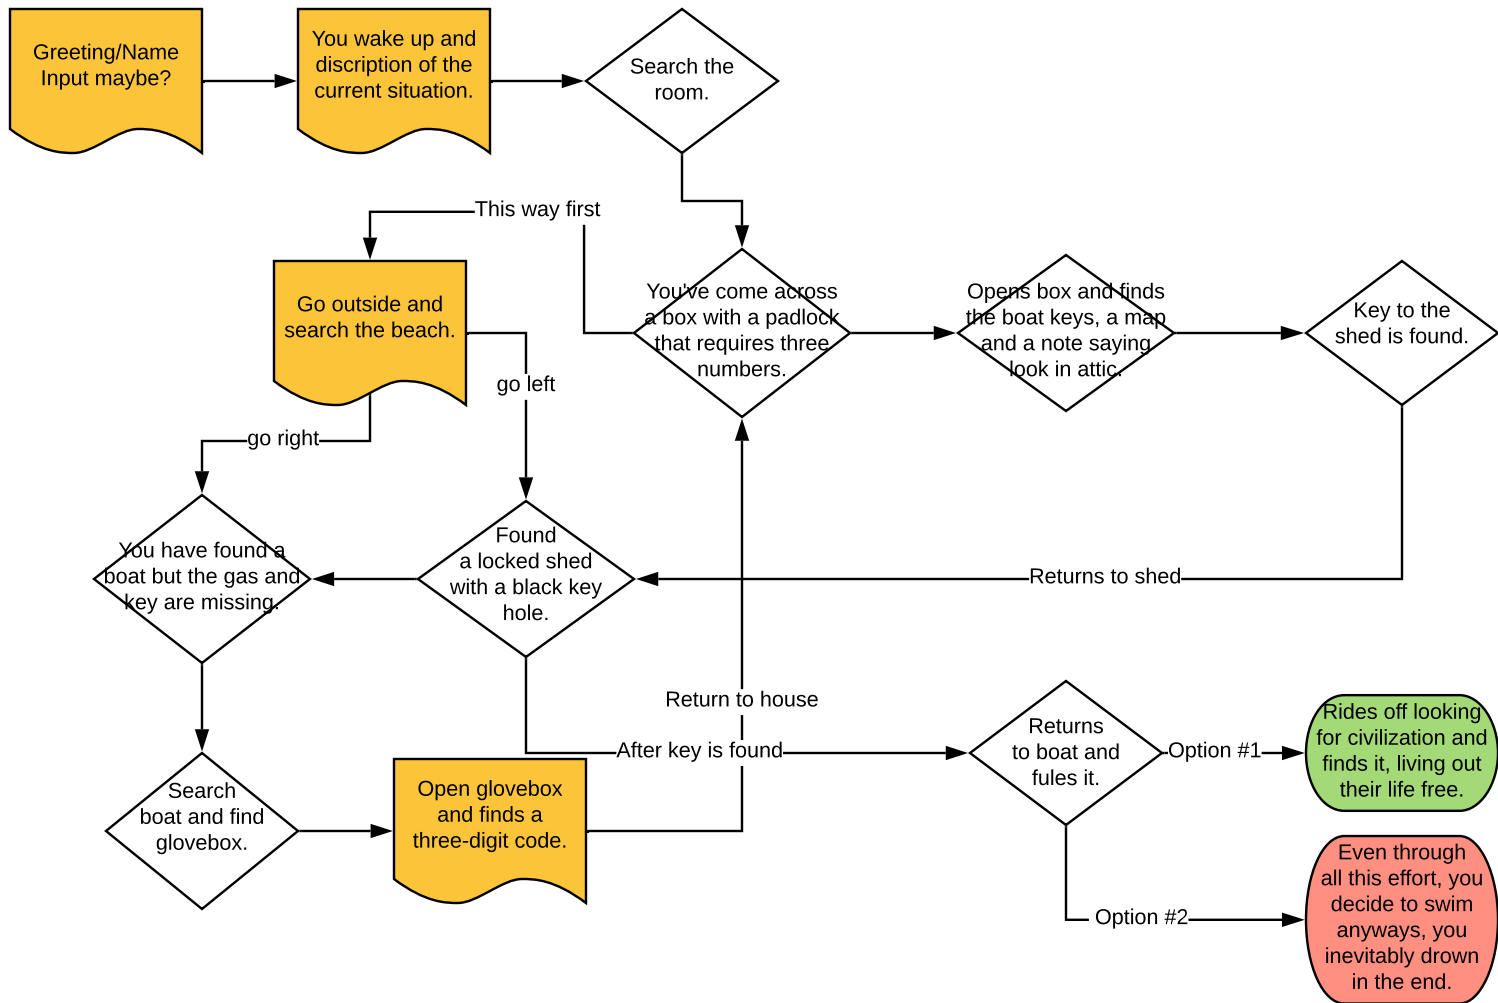 Greeting/Name
Input maybe?
You wake up and
discription of the
current situation.
Search the
room.
This way first
Go outside and
search the beach.
You've come across
a box with a padlock
that requires three
numbers.
Opens box and finds
the boat keys, a map
and a note saying
look in attic.
Key to the
shed is found.
go left
go right
You have found a
boat but the gas and
key are missing.
Found
a locked shed
with a black key
hole.
Returns to shed
Return to house
After key is found
Search
boat and find
glovebox.
Open glovebox
and finds a
three-digit code.
Returns
to boat and
fules it.
Option #1
Rides off looking
for civilization and
finds it, living out
their life free.
Option #2
Even through
all this effort, you
decide to swim
anyways, you
inevitably drown
in the end.